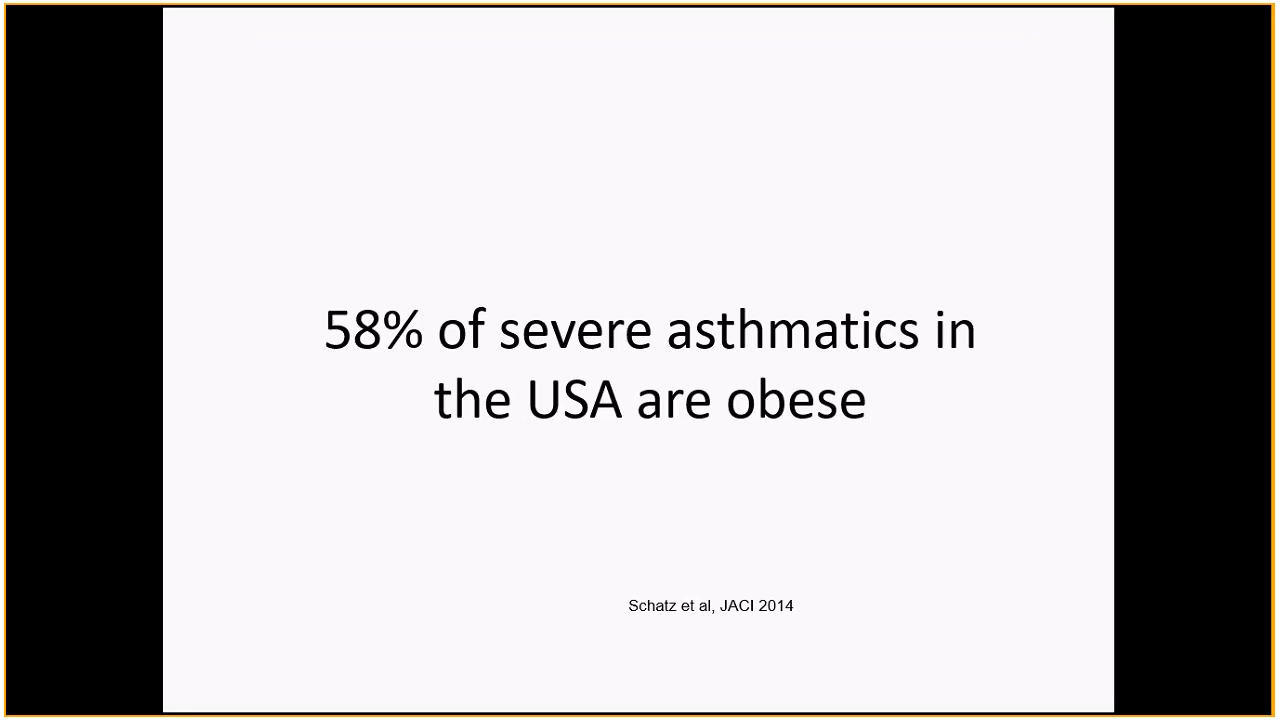 58% of severe asthmatics in
the USA are obese
Schatz et al, JACI 2014